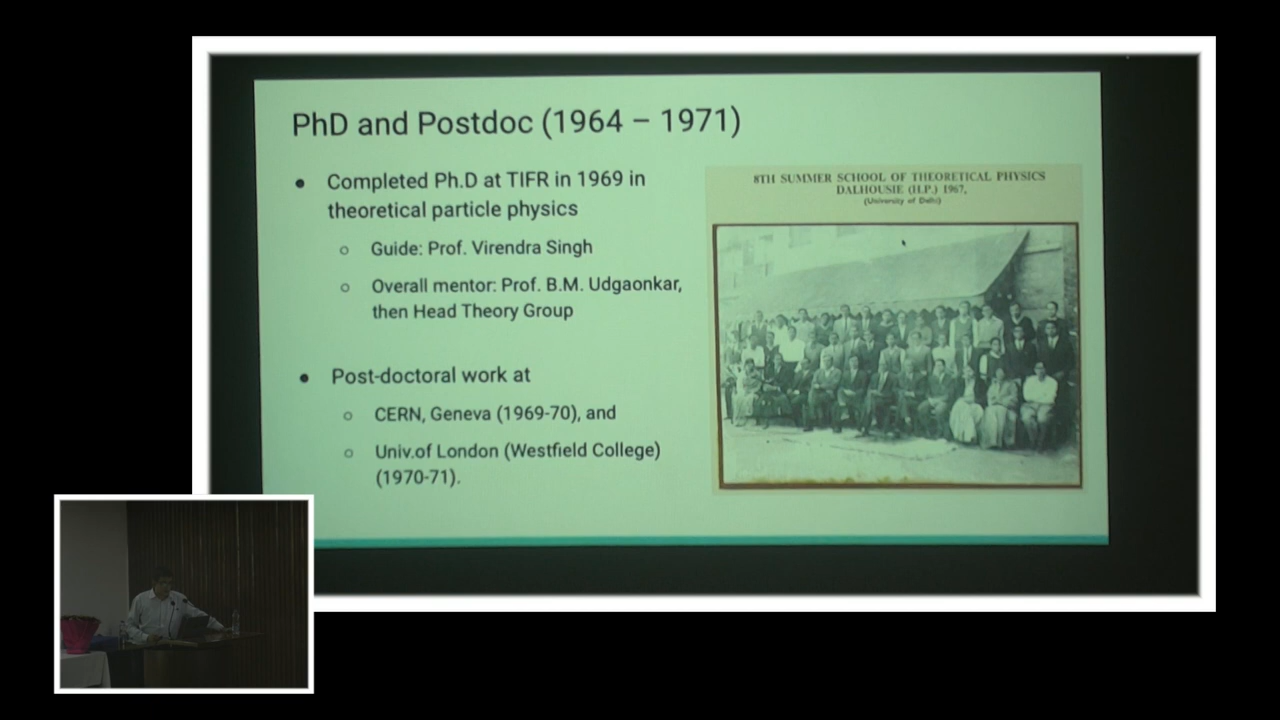 PhD and Postdoc (1964 – 1971)
● Completed Ph.D at TIFR in 1969 in
theoretical particle physics
○ Guide: Prof. Virendra Singh
○ Overall mentor: Prof. B.M. Udgaonkar,
then Head Theory Group
● Post-doctoral work at
○ CERN, Geneva (1969-70), and
○ Univ.of London (Westfield College)
(1970-71).
8TH SUMMER SCHOOL OF THEORETICAL PHYSICS
DALHOUSIE (H.P.) 1967,
(University of Delhi)